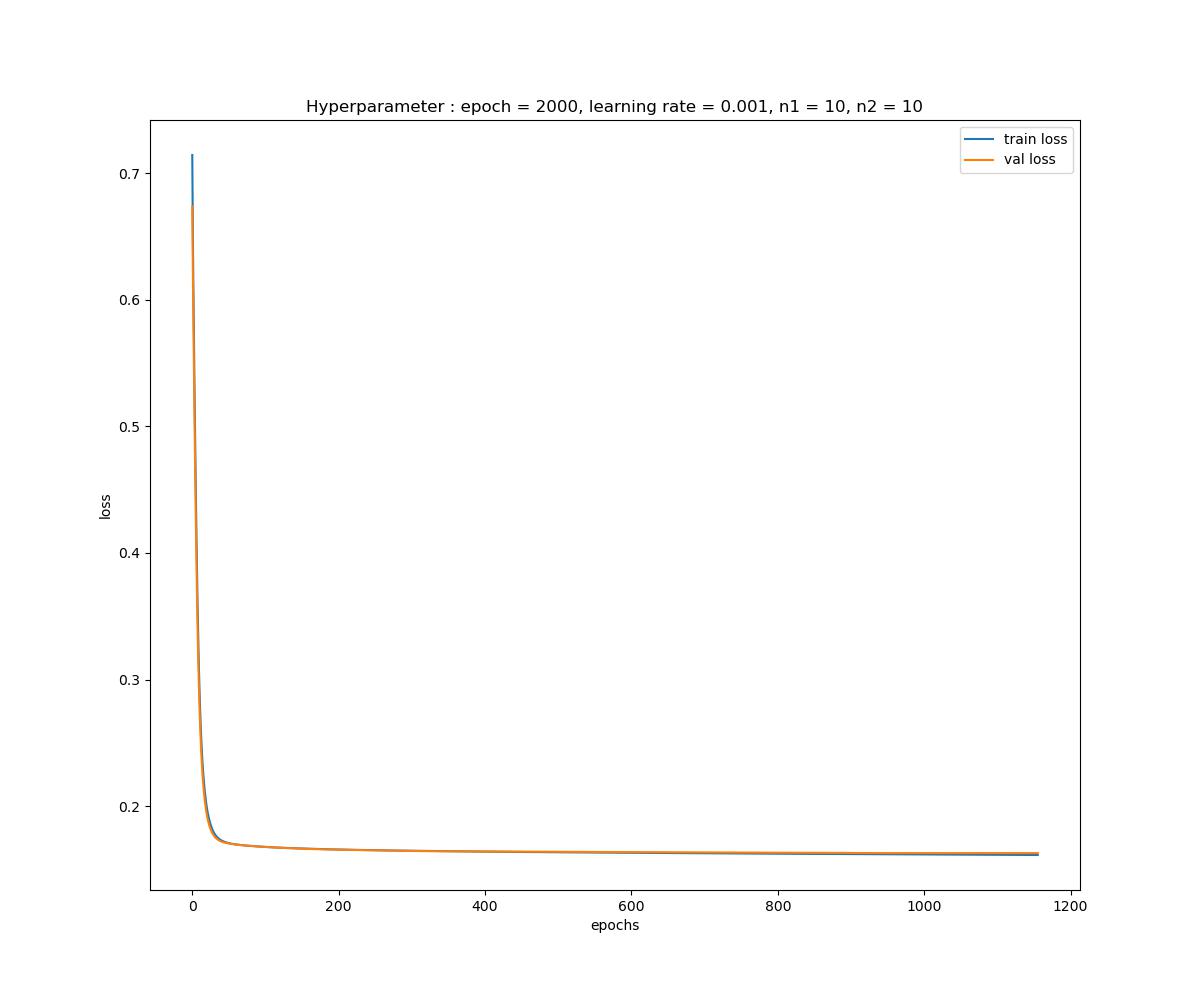 Hyperparameter : epoch = 2000, learning rate = 0.001, n1 = 10, n2 = 10
train loss
val loss
0.7
0.6
0.5
0.4
0.3
0.2
loss
0 200 400 600 800 1000 1200
epochs